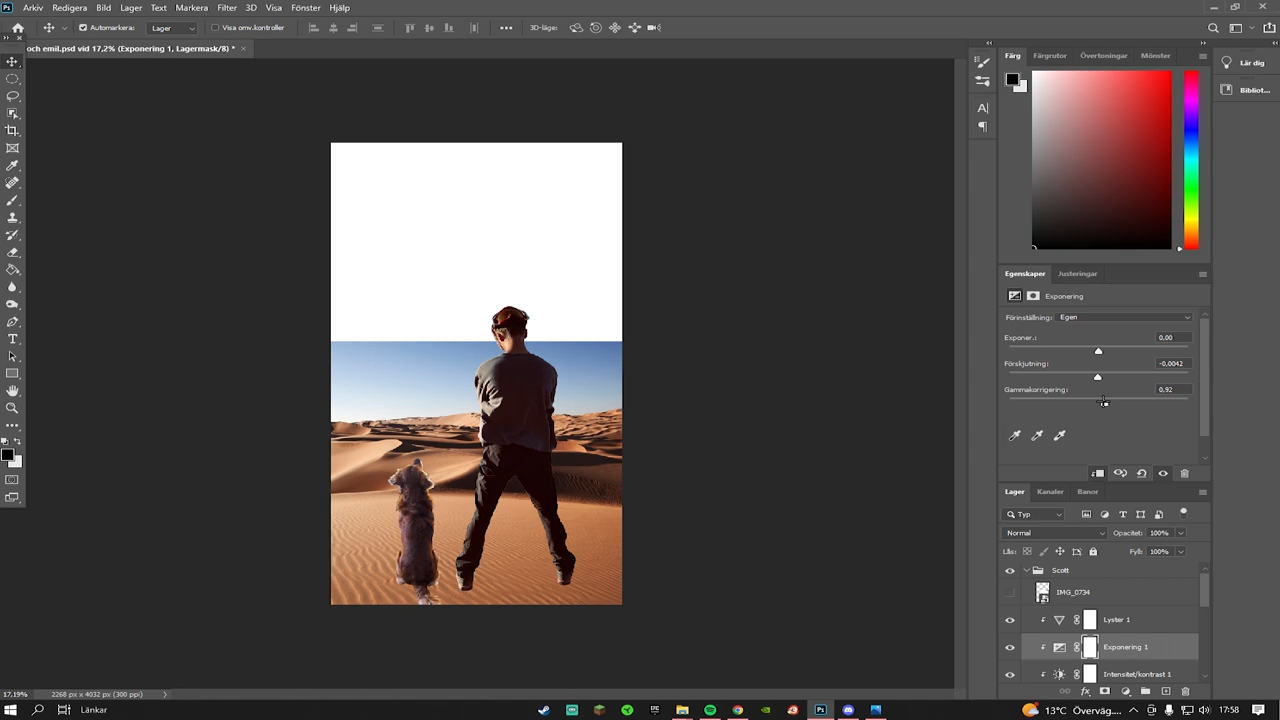 Arkiv Redigera Bild Lager Text Markera Filter 3D Visa Fönster Hjälp
Automarkera: Lager Visa omv.kontroller 3D-läge:
och emil.psd vid 17,2% (Exponering 1, Lagermask/8) *
Färg Färgrutor Övertoningar Mönster
Lär dig
Bibliot...
Egenskaper Justeringar
Exponering
Förinställning: Egen
Exponer.: 0,00
Förskjutning: -0,0042
Gammakorrigering: 0,92
Lager Kanaler Banor
Typ
Normal Opacitet: 100%
Lås: Fyll: 100%
Scott
IMG_0734
Lyster 1
Exponering 1
Intensitet/kontrast 1
17,19% 2268 px x 4032 px (300 ppi)
Länkar 13°C Överväg... 17:58